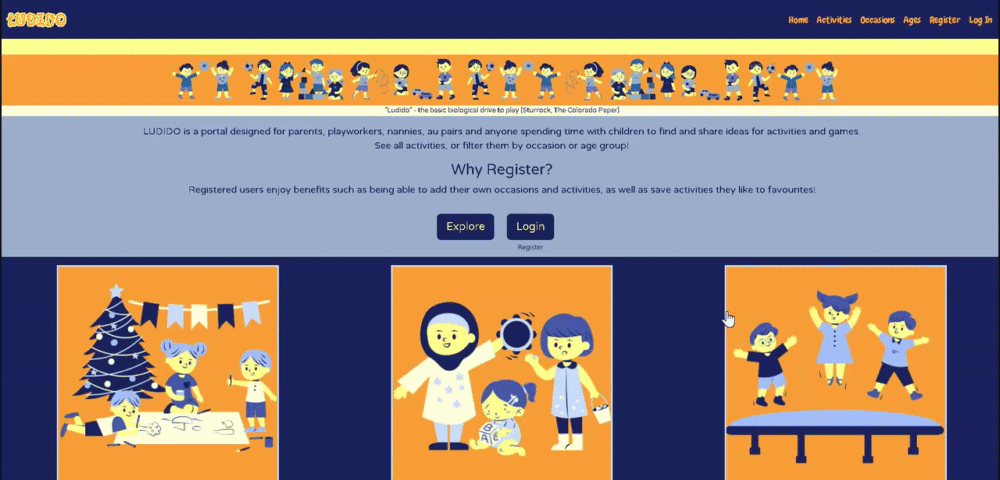 LUDIDO
Home Activities Occasions Ages Register Log In
"Ludido" - the basic biological drive to play (Sturrock, The Colorado Paper)
LUDIDO is a portal designed for parents, playworkers, nannies, au pairs and anyone spending time with children to find and share ideas for activities and games.
See all activities, or filter them by occasion or age group!
Why Register?
Registered users enjoy benefits such as being able to add their own occasions and activities, as well as save activities they like to favourites!
Explore Login
Register